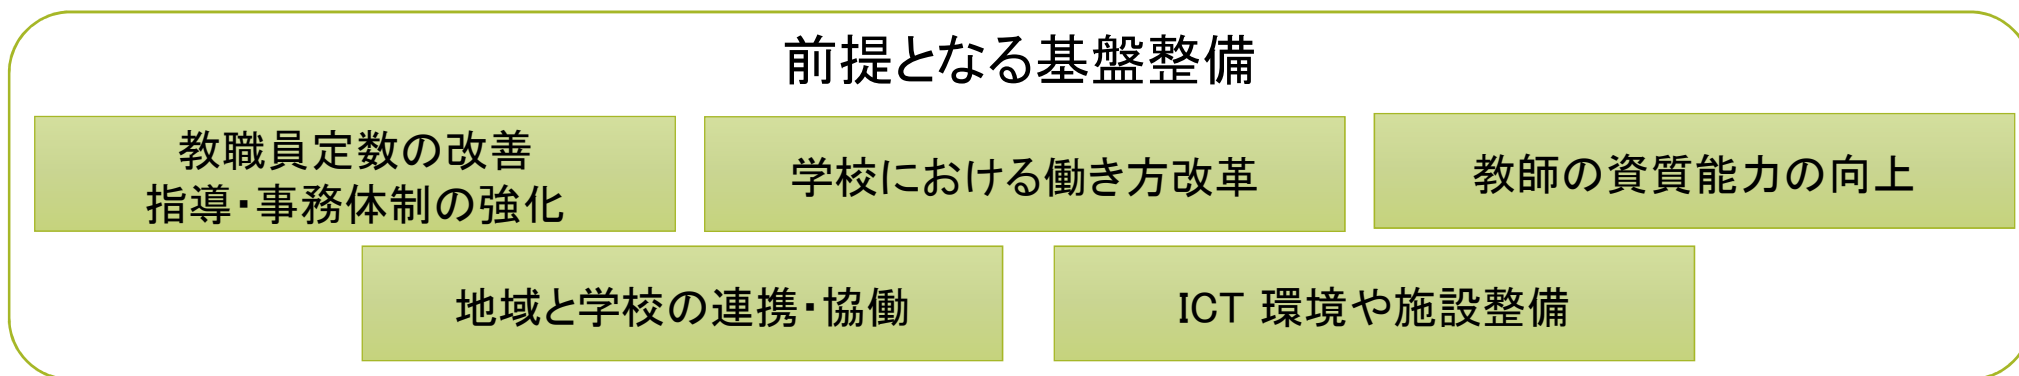 前提となる基盤整備
教職員定数の改善
指導・事務体制の強化
学校における働き方改革
教師の資質能力の向上
地域と学校の連携・協働
ICT 環境や施設整備